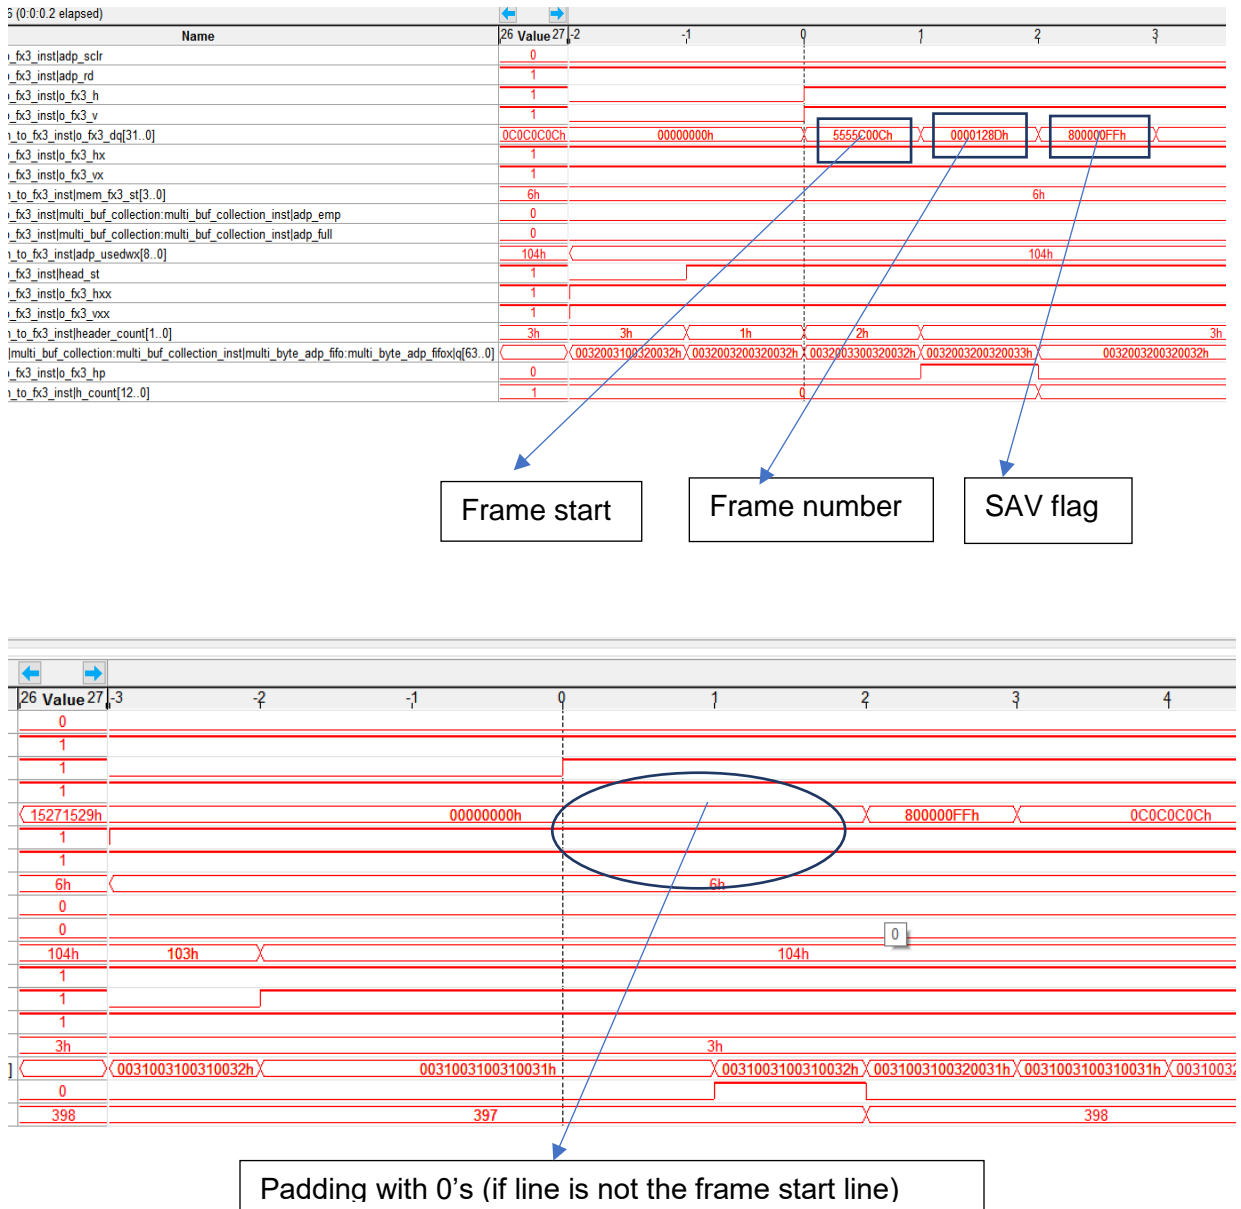 6 (0:0:0.2 elapsed)
Name 26 Value 27 -2 -1 0 1 2 3
_fx3_inst|adp_sclr 0
_fx3_inst|adp_rd 1
_fx3_inst|o_fx3_h 1
_fx3_inst|o_fx3_v 1
_to_fx3_inst|o_fx3_dq[31..0] 0C0C0C0Ch 00000000h 5555C00Ch 0000128Dh 800000FFh
_fx3_inst|o_fx3_hx 1
_fx3_inst|o_fx3_vx 1
_to_fx3_inst|mem_fx3_st[3..0] 6h 6h
_fx3_inst|multi_buf_collection:multi_buf_collection_inst|adp_emp 0
_fx3_inst|multi_buf_collection:multi_buf_collection_inst|adp_full 0
_to_fx3_inst|adp_usedwx[8..0] 104h 104h
_fx3_inst|head_st 1
_fx3_inst|o_fx3_hxx 1
_fx3_inst|o_fx3_vxx 1
_to_fx3_inst|header_count[1..0] 3h 3h 1h 2h 3h
|multi_buf_collection:multi_buf_collection_inst|multi_byte_adp_fifo:multi_byte_adp_fifox|q[63..0] 0032003100320032h 0032003200320032h 0032003300320032h 0032003200320033h 0032003200320032h
_fx3_inst|o_fx3_hp 0
_to_fx3_inst|h_count[12..0] 1 0
Frame start
Frame number
SAV flag
26 Value 27 -3 -2 -1 0 1 2 3 4
0
1
1
1
15271529h 00000000h 800000FFh 0C0C0C0Ch
1
1
6h 6h
0
0
0
104h 103h 104h
1
1
1
3h 3h
] 0031003100310032h 0031003100310031h 0031003100310032h 0031003100320031h 0031003100310031h 00310032
0
398 397 398
Padding with 0's (if line is not the frame start line)